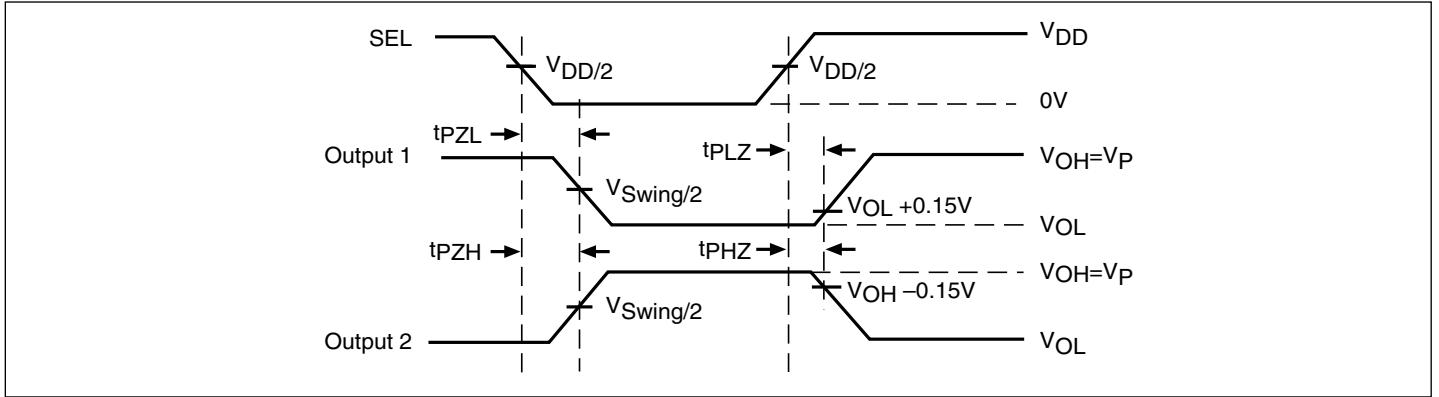 SEL
VDD
VDD/2
VDD/2
0V
tPZL
tPLZ
Output 1
VOH=VP
VSwing/2
VOL +0.15V
VOL
tPZH
tPHZ
VOH=VP
VOH –0.15V
VSwing/2
Output 2
VOL